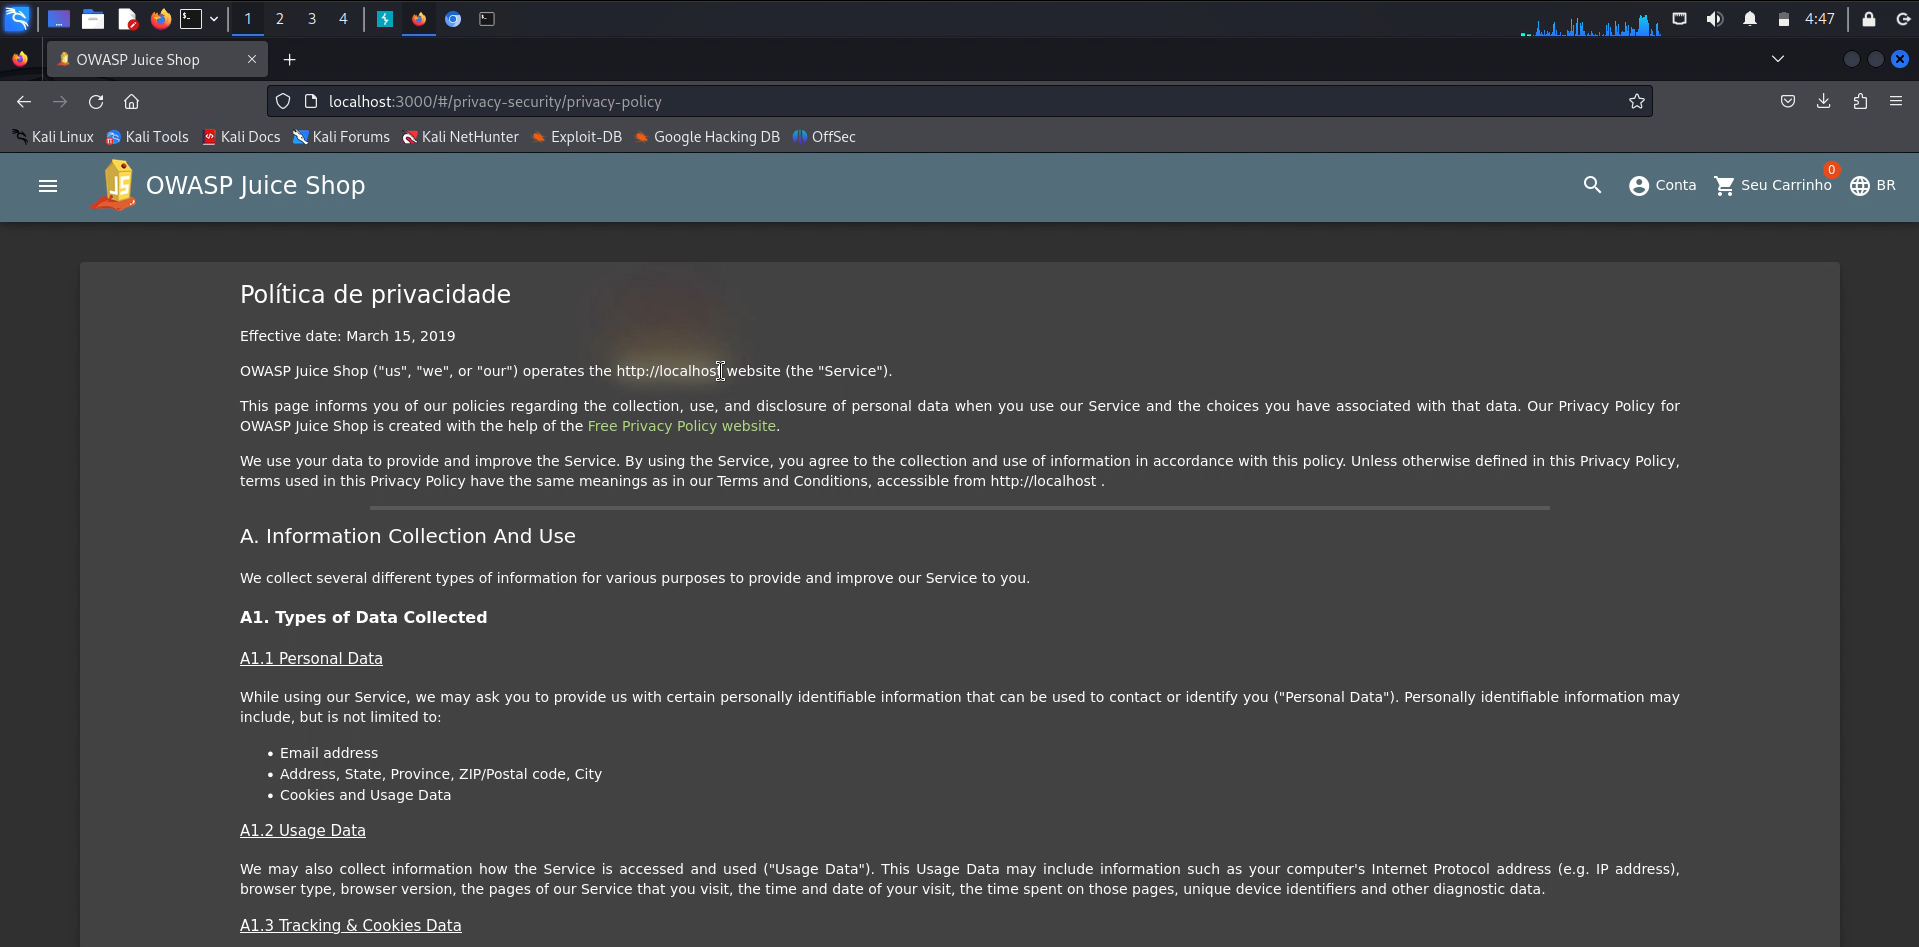 1 2 3 4 4:47
OWASP Juice Shop
localhost:3000/#/privacy-security/privacy-policy
Kali Linux Kali Tools Kali Docs Kali Forums Kali NetHunter Exploit-DB Google Hacking DB OffSec
OWASP Juice Shop Conta Seu Carrinho 0 BR
Política de privacidade
Effective date: March 15, 2019
OWASP Juice Shop ("us", "we", or "our") operates the http://localhost website (the "Service").
This page informs you of our policies regarding the collection, use, and disclosure of personal data when you use our Service and the choices you have associated with that data. Our Privacy Policy for
OWASP Juice Shop is created with the help of the Free Privacy Policy website.
We use your data to provide and improve the Service. By using the Service, you agree to the collection and use of information in accordance with this policy. Unless otherwise defined in this Privacy Policy,
terms used in this Privacy Policy have the same meanings as in our Terms and Conditions, accessible from http://localhost .
A. Information Collection And Use
We collect several different types of information for various purposes to provide and improve our Service to you.
A1. Types of Data Collected
A1.1 Personal Data
While using our Service, we may ask you to provide us with certain personally identifiable information that can be used to contact or identify you ("Personal Data"). Personally identifiable information may
include, but is not limited to:
• Email address
• Address, State, Province, ZIP/Postal code, City
• Cookies and Usage Data
A1.2 Usage Data
We may also collect information how the Service is accessed and used ("Usage Data"). This Usage Data may include information such as your computer's Internet Protocol address (e.g. IP address),
browser type, browser version, the pages of our Service that you visit, the time and date of your visit, the time spent on those pages, unique device identifiers and other diagnostic data.
A1.3 Tracking & Cookies Data